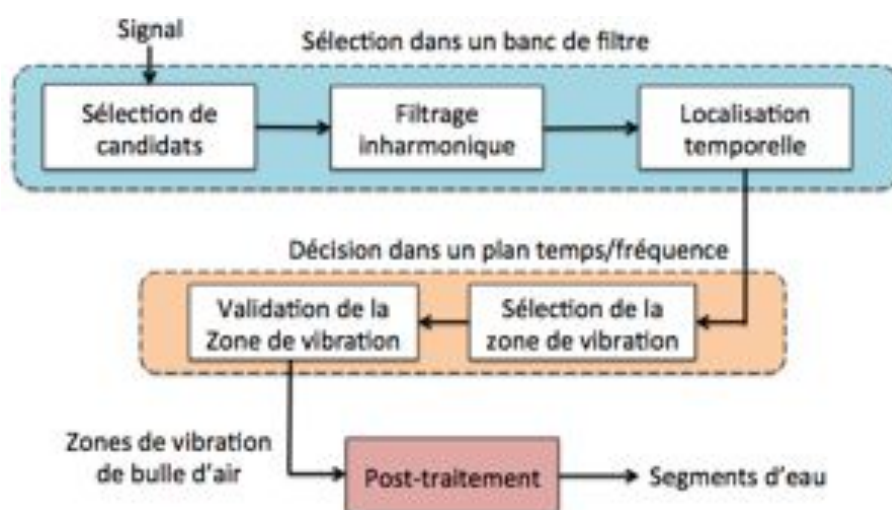 Signal
Sélection dans un banc de filtre
Sélection de
candidats
Filtrage
inharmonique
Localisation
temporelle
Décision dans un plan temps/fréquence
Validation de la
Zone de vibration
Sélection de la
zone de vibration
Zones de vibration
de bulle d'air
Post-traitement
Segments d'eau